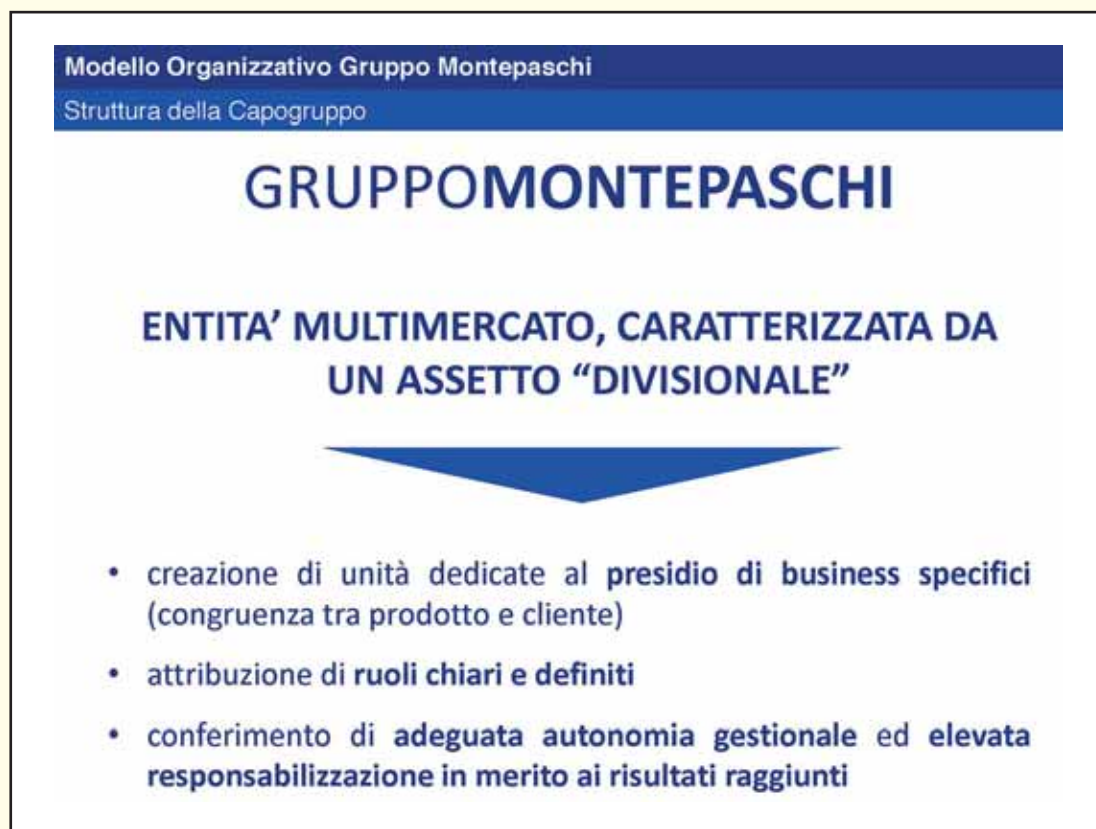 Modello Organizzativo Gruppo Montepaschi
Struttura della Capogruppo
GRUPPOMONTEPASCHI
ENTITA’ MULTIMERCATO, CARATTERIZZATA DA
UN ASSETTO “DIVISIONALE”
• creazione di unità dedicate al presidio di business specifici
(congruenza tra prodotto e cliente)
• attribuzione di ruoli chiari e definiti
• conferimento di adeguata autonomia gestionale ed elevata
responsabilizzazione in merito ai risultati raggiunti